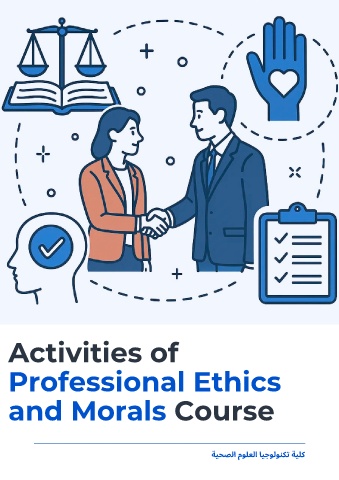 Activities of
Professional Ethics
and Morals Course
كلية تكنولوجيا العلوم الصحية